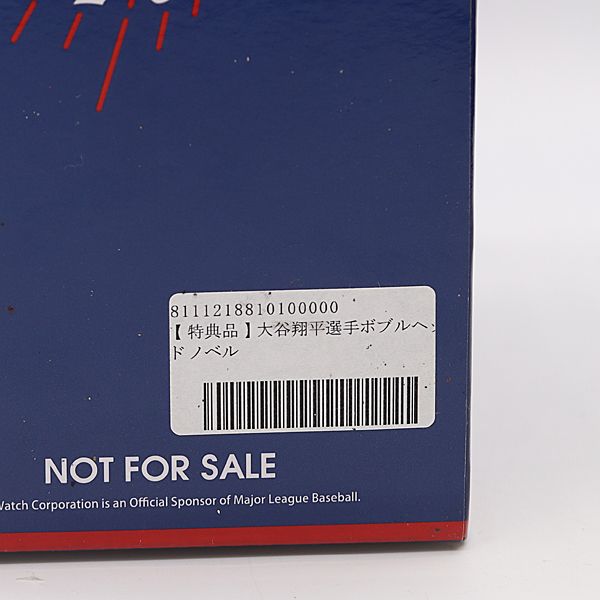 8111218810100000
【特典品】大谷翔平選手ボブルヘッ
ドノベル
NOT FOR SALE
Watch Corporation is an Official Sponsor of Major League Baseball.